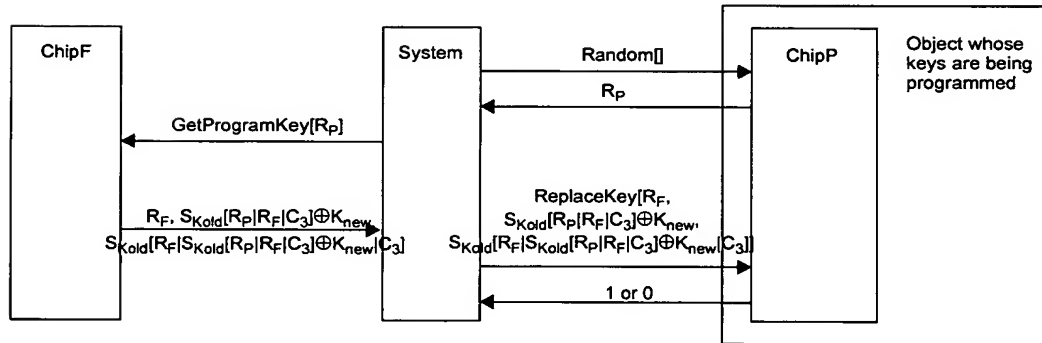 ChipF
System
ChipP
Object whose
keys are being
programmed
Random[]
R_P
GetProgramKey[R_P]
R_F, S_Kold[R_P|R_F|C_3]⊕K_new
S_Kold[R_F|S_Kold[R_P|R_F|C_3]⊕K_new|C_3]
ReplaceKey[R_F,
S_Kold[R_P|R_F|C_3]⊕K_new,
S_Kold[R_F|S_Kold[R_P|R_F|C_3]⊕K_new|C_3]]
1 or 0